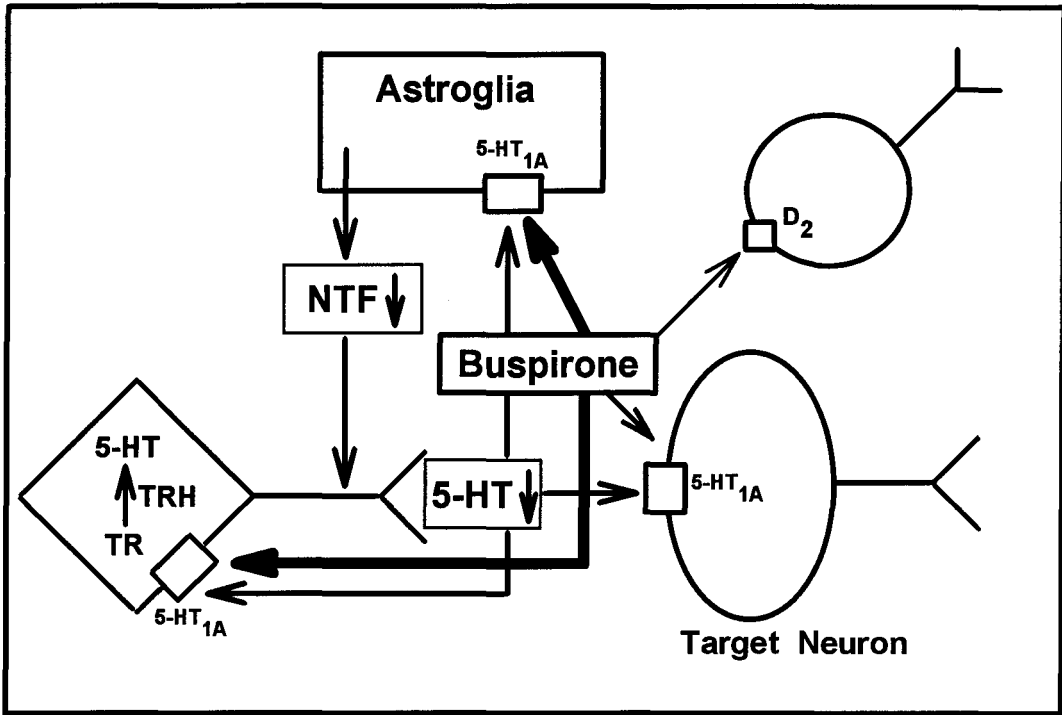 Astroglia
5-HT1A
D2
NTF
Buspirone
5-HT
TRH
TR
5-HT1A
5-HT
5-HT1A
Target Neuron